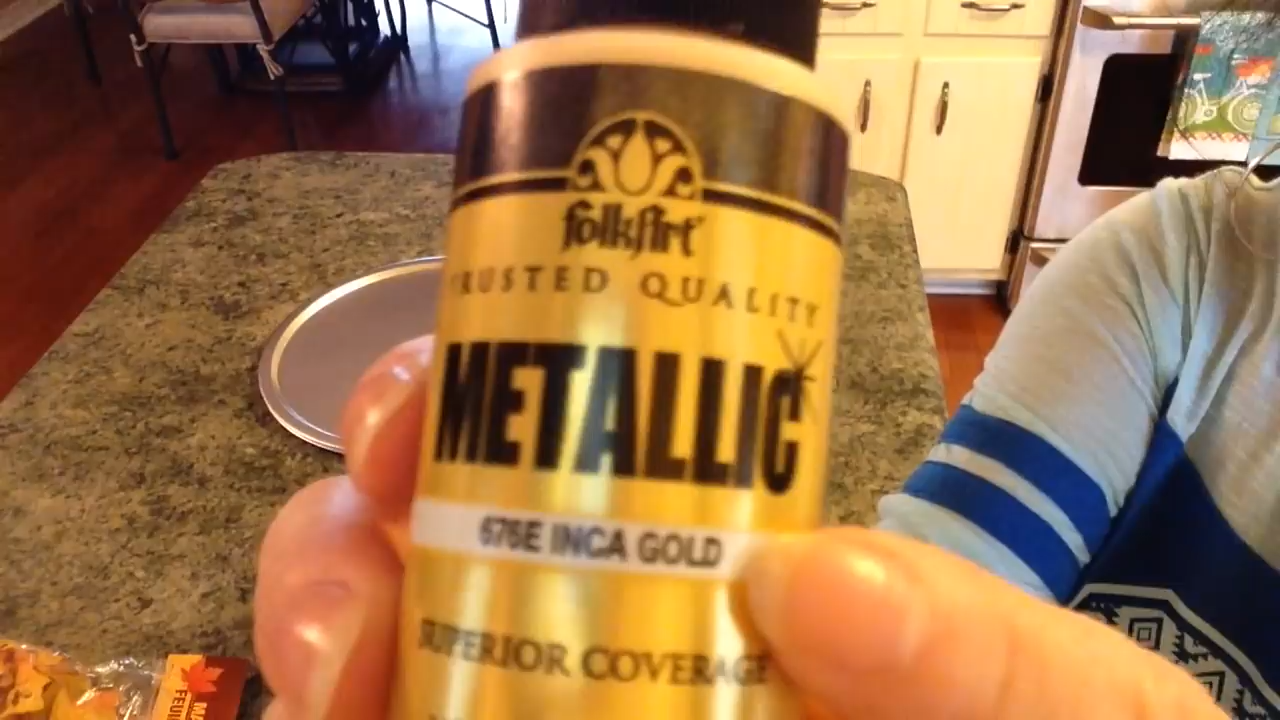 folkArt
TRUSTED QUALITY
METALLIC
676E INCA GOLD
SUPERIOR COVERAGE